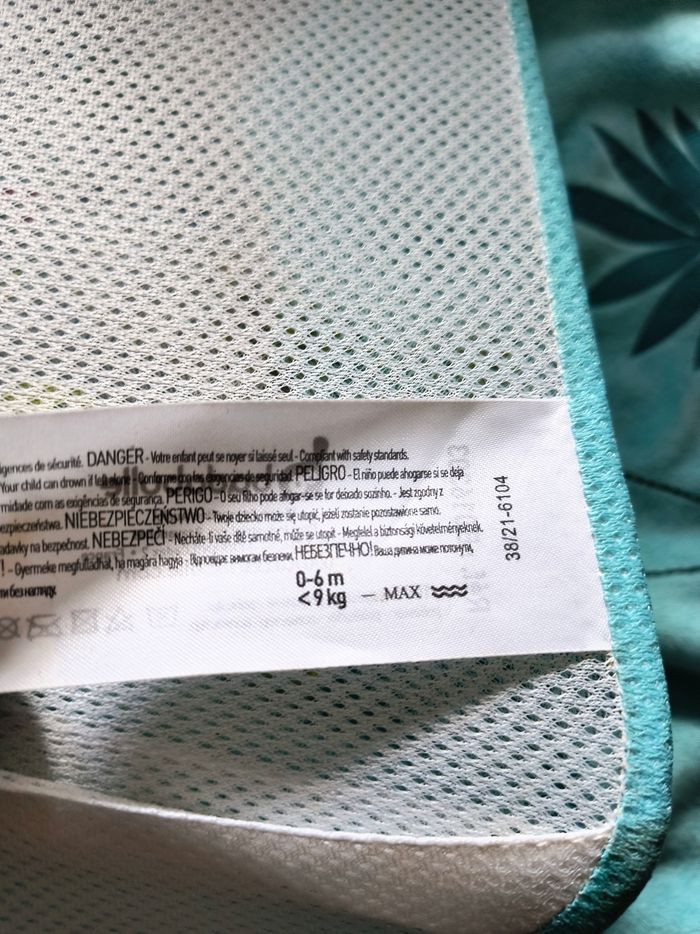 igences de sécurité. DANGER - Votre enfant peut se noyer si laissé seul - Compliant with safety standards.
Your child can drown if left alone - Conforme con las exigencias de seguridad. PELIGRO - El niño puede ahogarse si se deja
rmidade com as exigências de segurança. PERIGO - O seu filho pode afogar-se se for deixado sozinho. - Jest zgodny z
ezpieczeństwa. NIEBEZPIECZEŃSTWO - Twoje dziecko może się utopić, jeżeli zostanie pozostawione samo.
adavky na bezpečnost. NEBEZPEČÍ - Necháte-li vaše dítě samotné, může se utopit - Megfelel a biztonsági követelményeknek.
! - Gyermeke megfulladhat, ha magára hagyja - Відповідає вимогам безпеки. НЕБЕЗПЕЧНО! Ваша дитина може потонути,
без нагляду.
0-6 m
<9 kg - MAX
38/21-6104